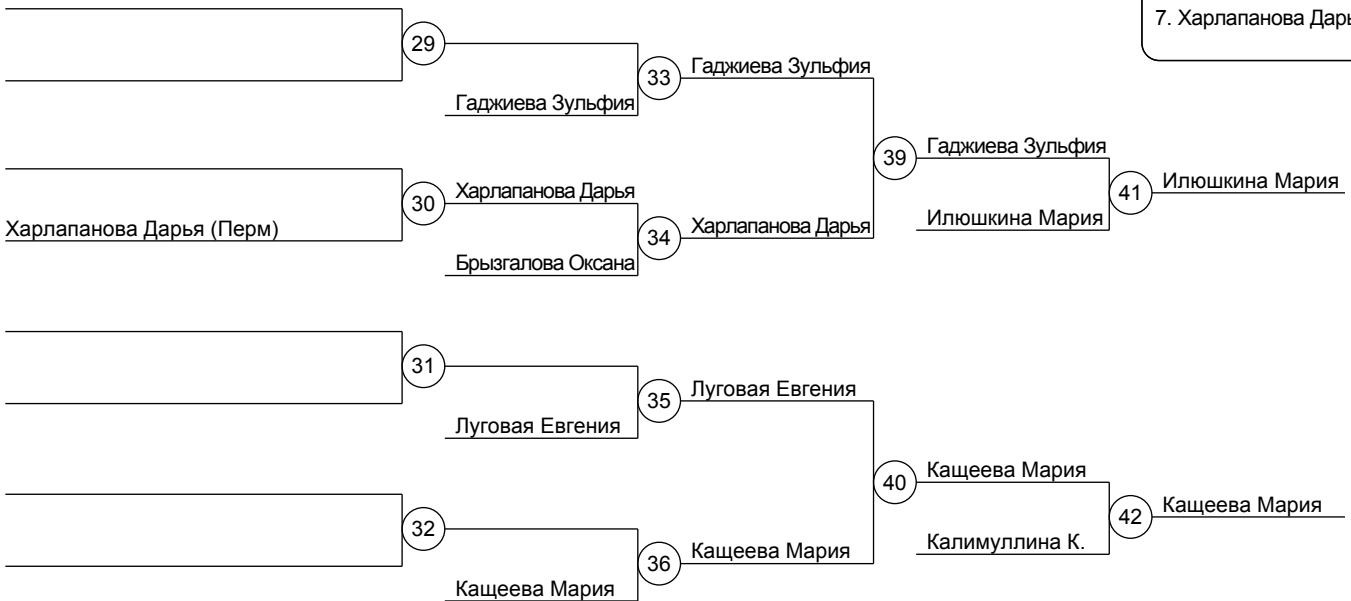 7. Харлапанова Дарь
29
33
Гаджиева Зульфия
Гаджиева Зульфия
39
Гаджиева Зульфия
41
Илюшкина Мария
Илюшкина Мария
30
Харлапанова Дарья
Харлапанова Дарья (Перм)
34
Харлапанова Дарья
Брызгалова Оксана
31
35
Луговая Евгения
Луговая Евгения
40
Кащеева Мария
42
Кащеева Мария
Калимуллина К.
32
36
Кащеева Мария
Кащеева Мария